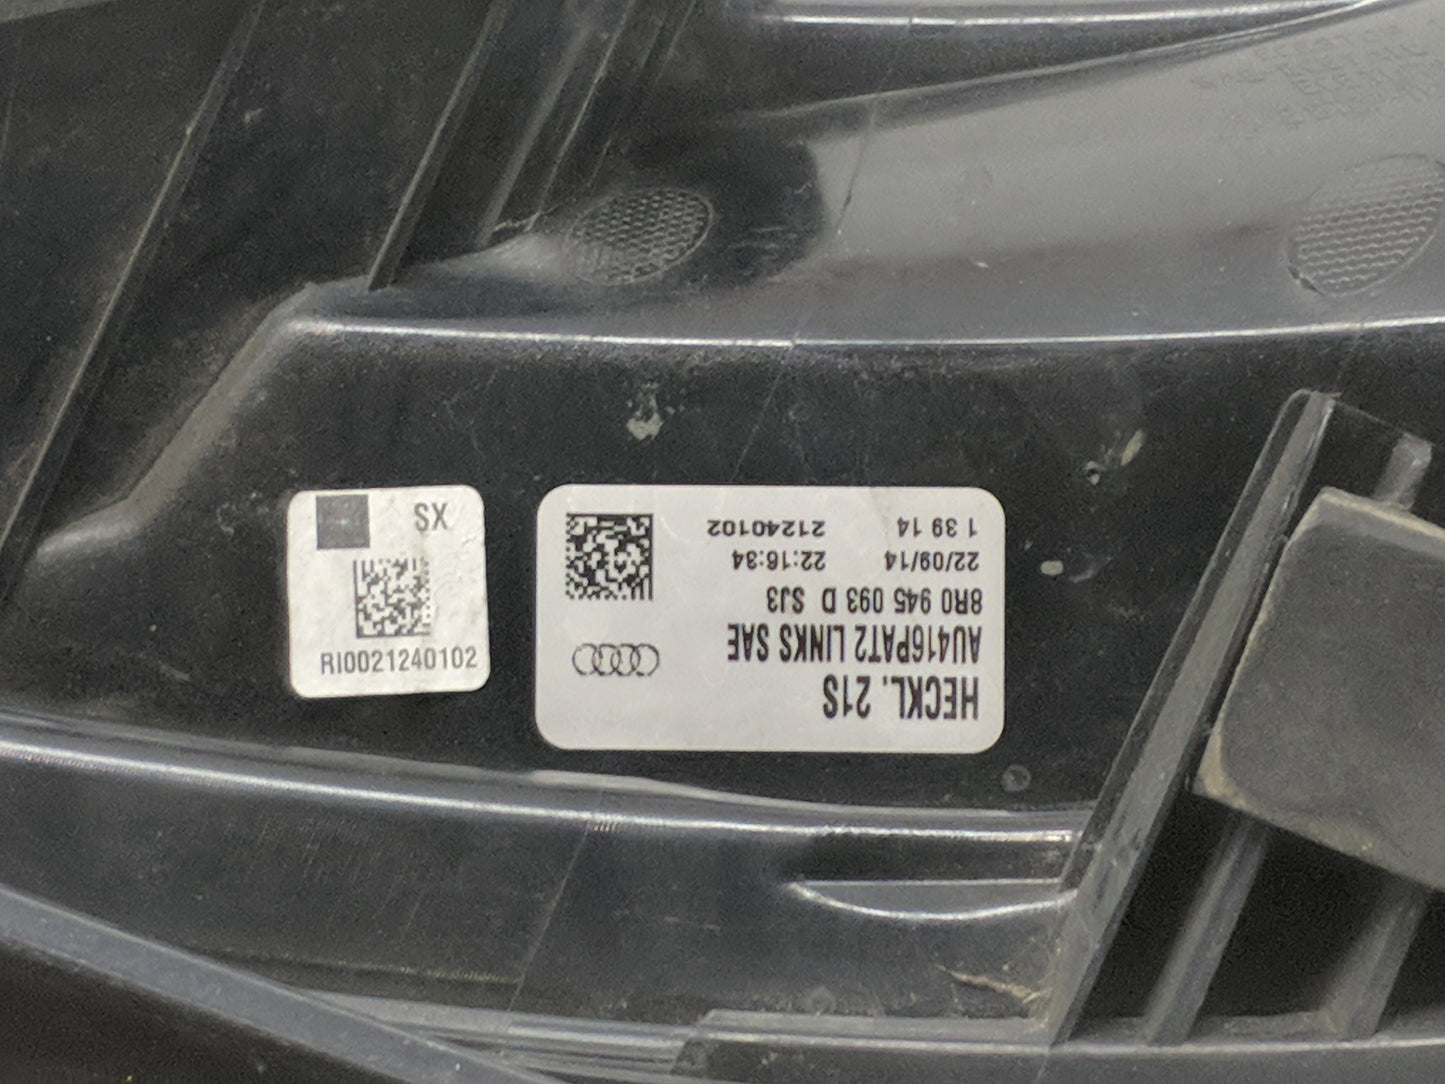 SX
RI0021240102
HECKL. 21S
AU416PAT2 LINKS SAE
8R0 945 093 D SJ3
22/09/14 22:16:34
1 39 14 21240102